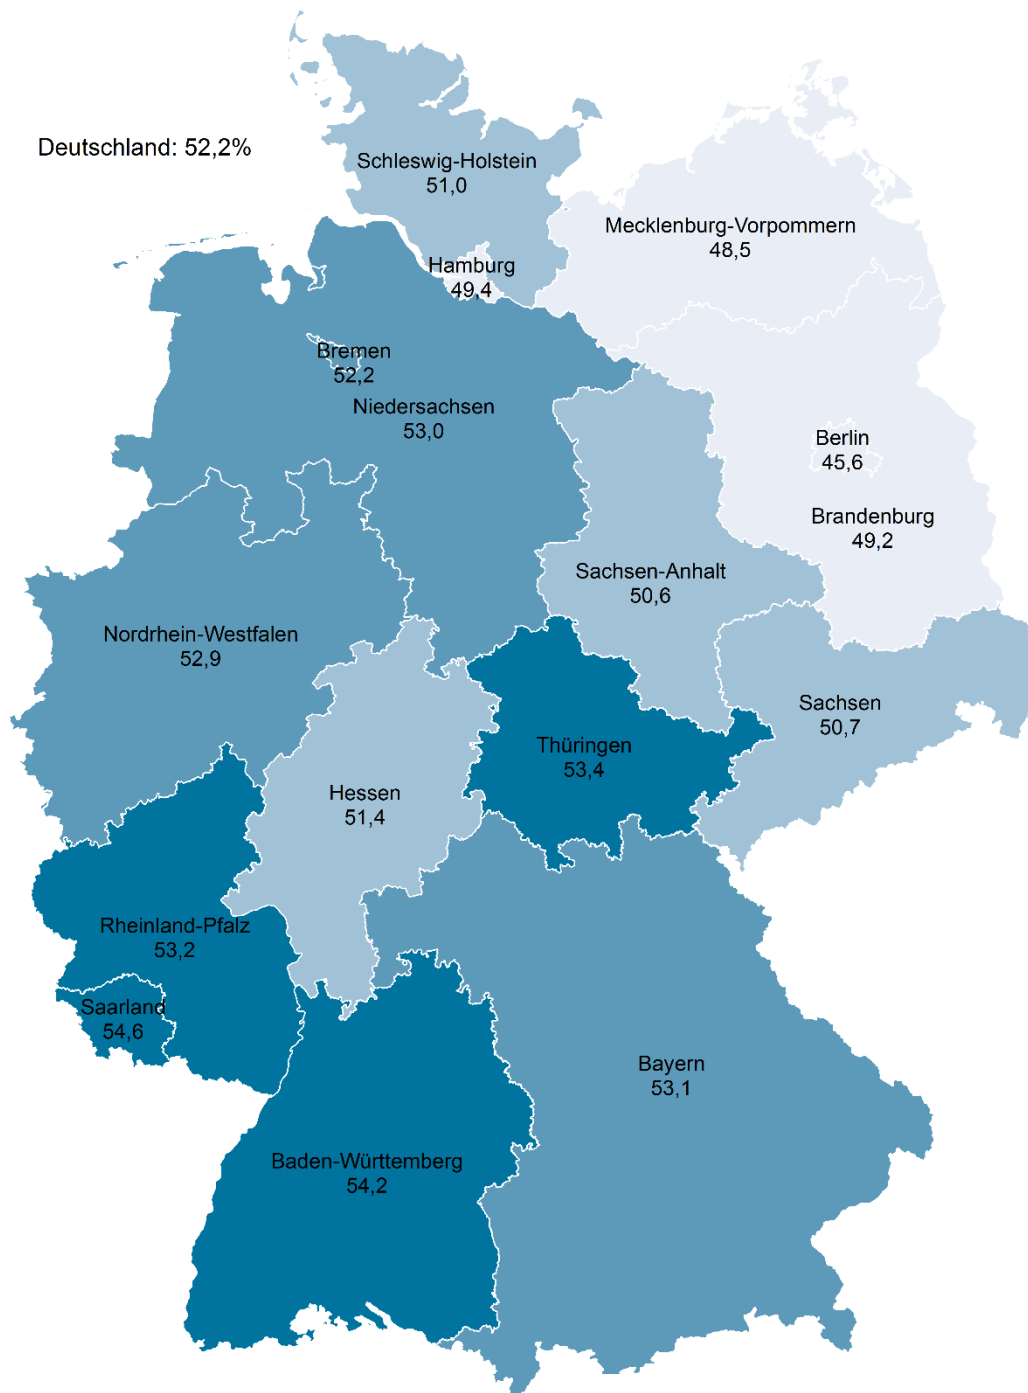 Deutschland: 52,2%
Schleswig-Holstein
51,0
Mecklenburg-Vorpommern
48,5
Hamburg
49,4
Bremen
52,2
Niedersachsen
53,0
Berlin
45,6
Brandenburg
49,2
Sachsen-Anhalt
50,6
Nordrhein-Westfalen
52,9
Sachsen
50,7
Thüringen
53,4
Hessen
51,4
Rheinland-Pfalz
53,2
Saarland
54,6
Bayern
53,1
Baden-Württemberg
54,2